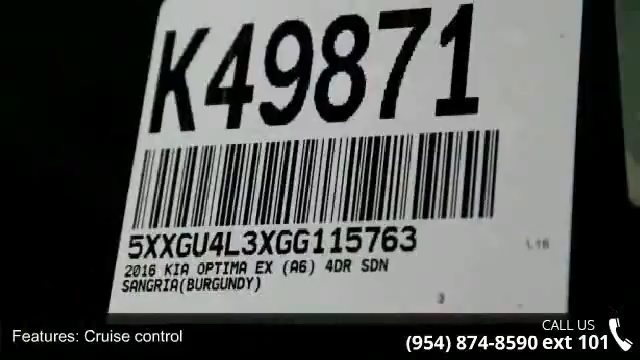 K49871
5XXGU4L3XGG115763
2016 KIA OPTIMA EX (A6) 4DR SDN
SANGRIA(BURGUNDY)
L16
3
Features: Cruise control
CALL US
(954) 874-8590 ext 101